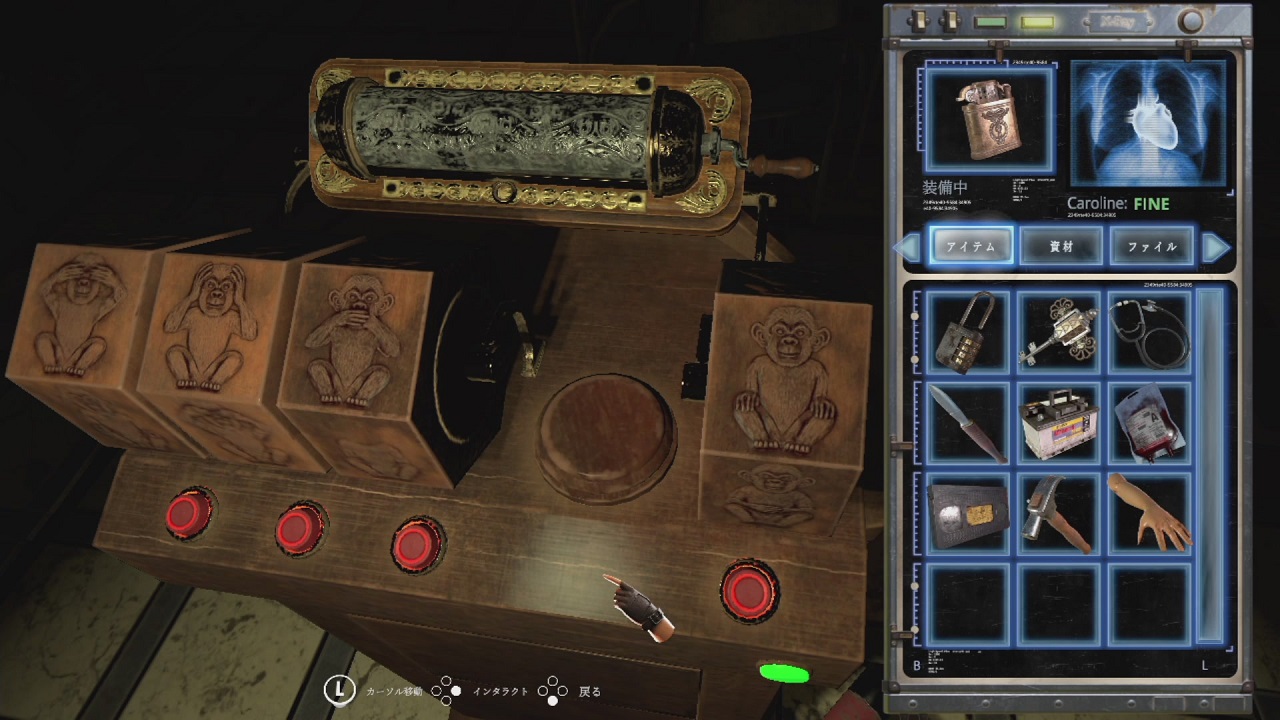 X-Ray
装備中
Caroline: FINE
アイテム
資材
ファイル
A
B
L
L
カーソル移動
インタラクト
戻る